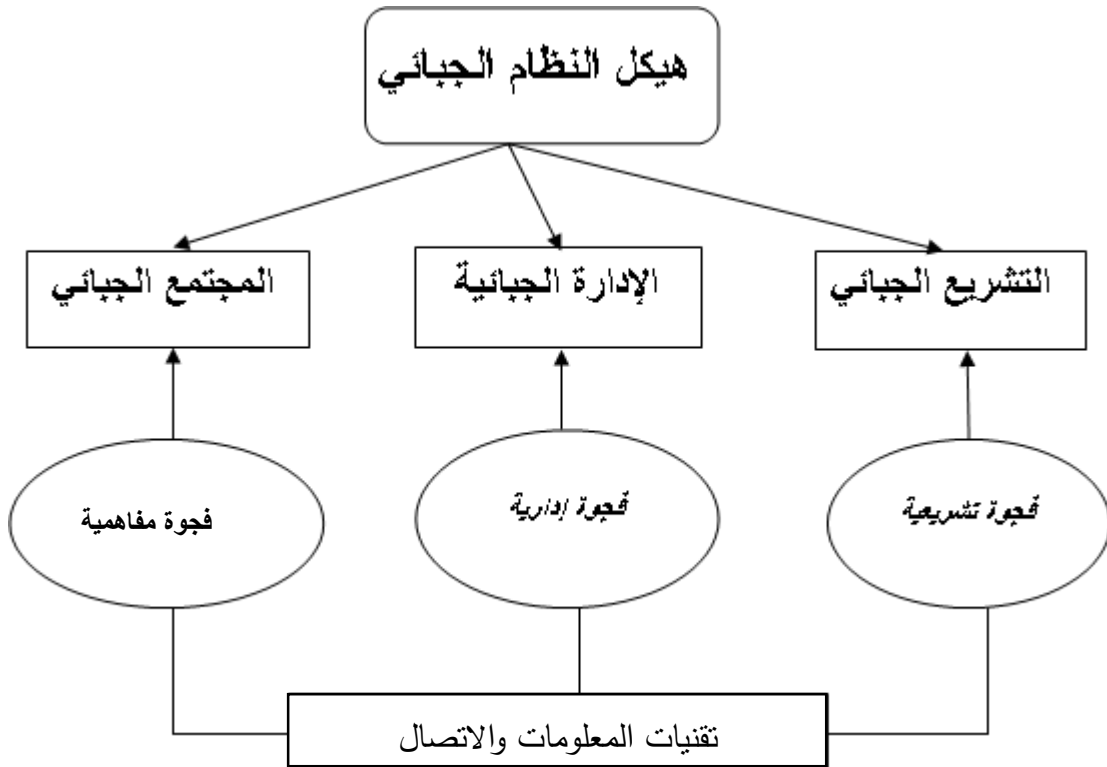 هيكل النظام الجبائي
التشريع الجبائي
الإدارة الجبائية
المجتمع الجبائي
فجوة تشريعية
فجوة إدارية
فجوة مفاهمية
تقنيات المعلومات والاتصال